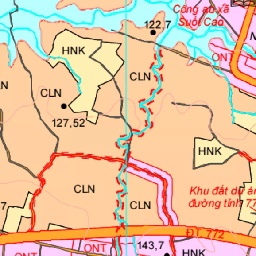 122,7
Công an xã
Suối Cao
HNK
CLN
ONT
CLN
127,52
HNK
CLN
CLN
Khu đất dự án
đường tỉnh 77
ĐT.772
ONT
143,7
HNK